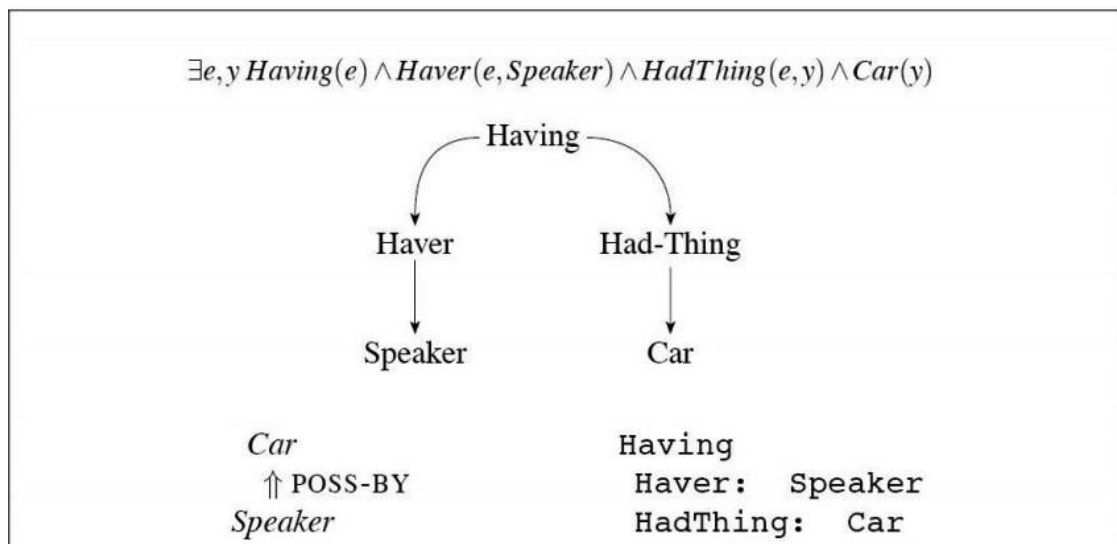 ∃e,y Having(e) ∧ Haver(e,Speaker) ∧ HadThing(e,y) ∧ Car(y)
Having
Haver Had-Thing
Speaker Car
Car
⇑ POSS-BY
Speaker
Having
Haver: Speaker
HadThing: Car